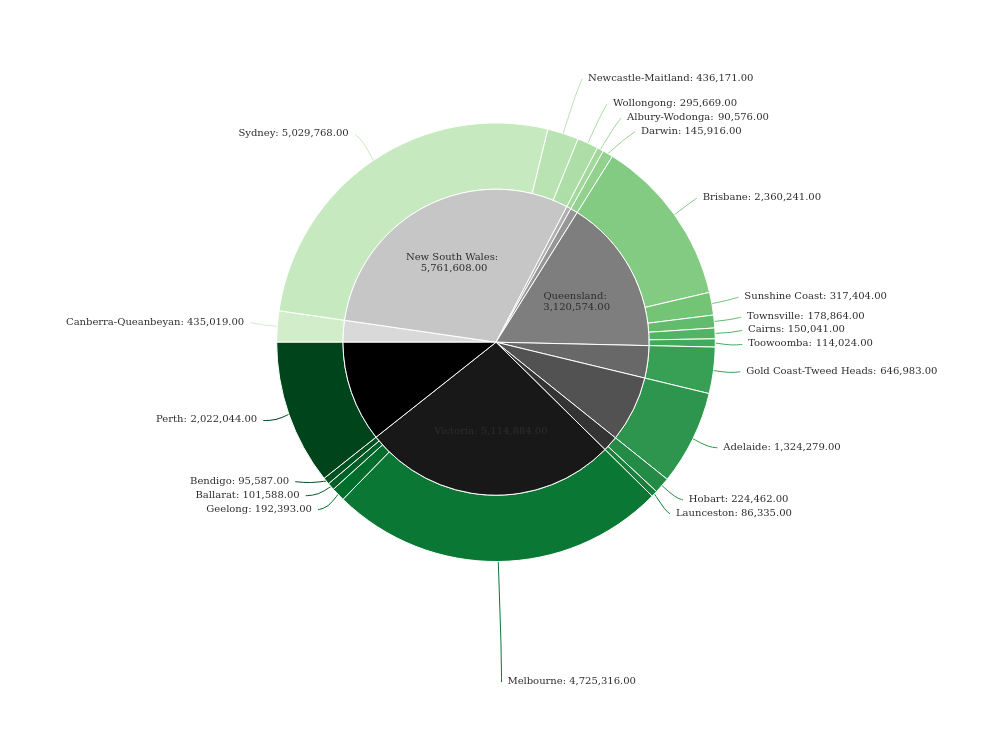 Newcastle-Maitland: 436,171.00
Wollongong: 295,669.00
Albury-Wodonga: 90,576.00
Darwin: 145,916.00
Sydney: 5,029,768.00
Brisbane: 2,360,241.00
New South Wales:
5,761,608.00
Queensland:
3,120,574.00
Sunshine Coast: 317,404.00
Townsville: 178,864.00
Canberra-Queanbeyan: 435,019.00
Cairns: 150,041.00
Toowoomba: 114,024.00
Gold Coast-Tweed Heads: 646,983.00
Perth: 2,022,044.00
Victoria: 5,114,884.00
Adelaide: 1,324,279.00
Bendigo: 95,587.00
Ballarat: 101,588.00
Hobart: 224,462.00
Geelong: 192,393.00
Launceston: 86,335.00
Melbourne: 4,725,316.00